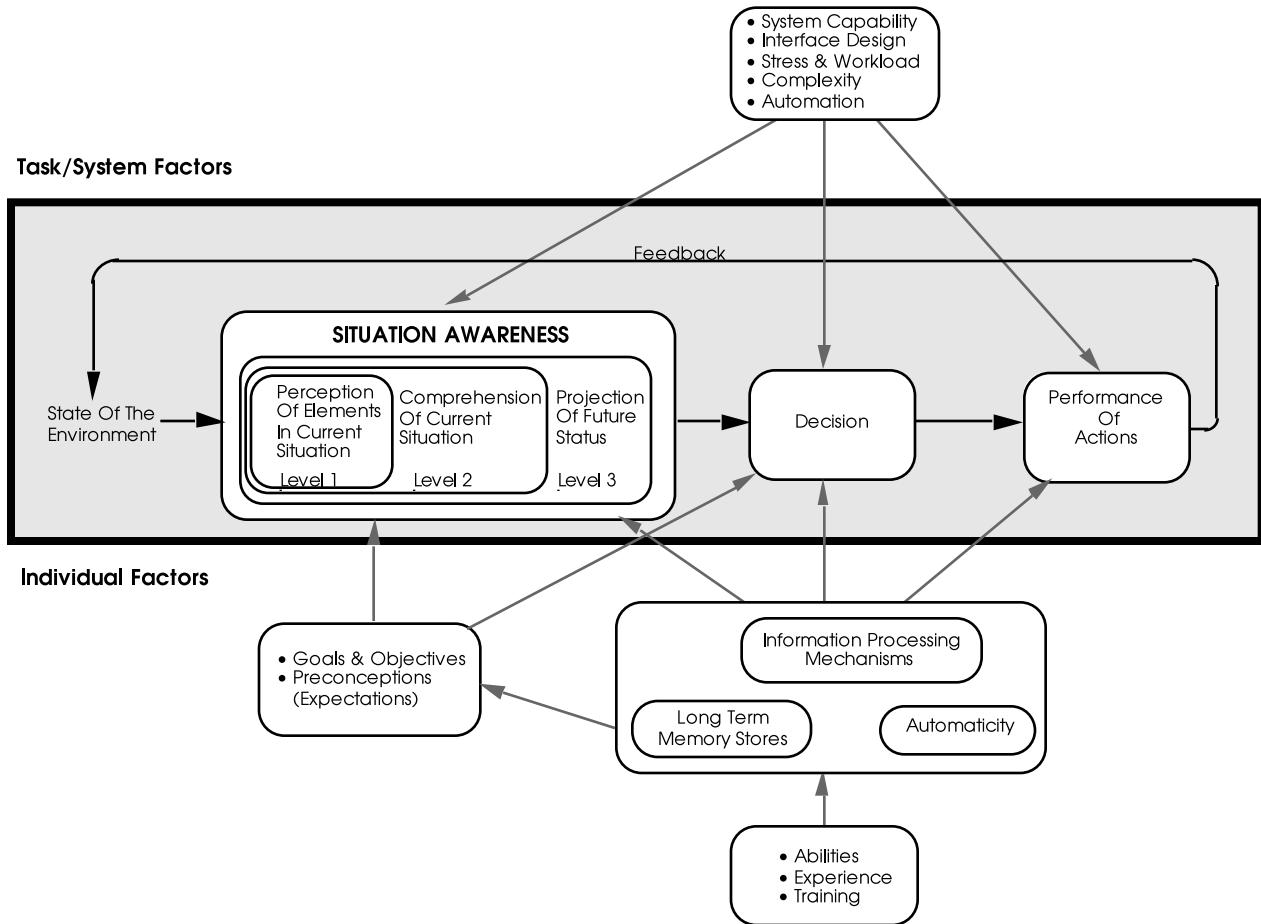 • System Capability
• Interface Design
• Stress & Workload
• Complexity
• Automation
Task/System Factors
Feedback
SITUATION AWARENESS
Perception
Of Elements
In Current
Situation
Level 1
Comprehension
Of Current
Situation
Level 2
Projection
Of Future
Status
Level 3
State Of The
Environment
Decision
Performance
Of
Actions
Individual Factors
• Goals & Objectives
• Preconceptions
(Expectations)
Information Processing
Mechanisms
Long Term
Memory Stores
Automaticity
• Abilities
• Experience
• Training